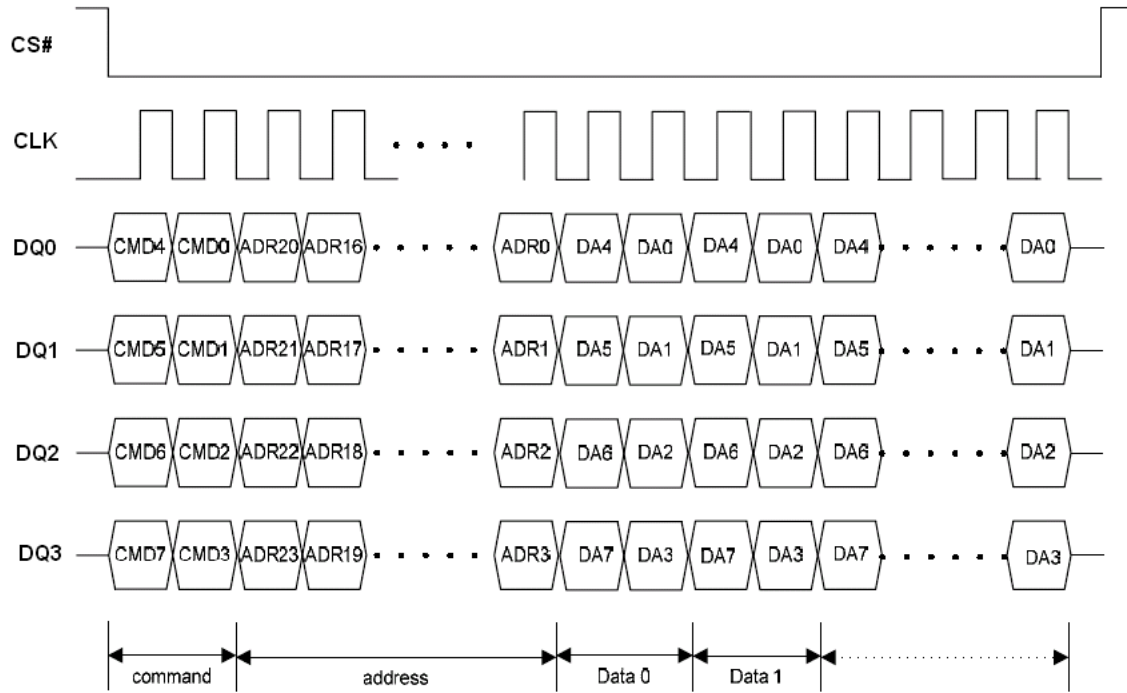 CS#
CLK
DQ0 CMD4 CMD0 ADR20 ADR16 ADR0 DA4 DA0 DA4 DA0 DA4 DA0
DQ1 CMD5 CMD1 ADR21 ADR17 ADR1 DA5 DA1 DA5 DA1 DA5 DA1
DQ2 CMD6 CMD2 ADR22 ADR18 ADR2 DA6 DA2 DA6 DA2 DA6 DA2
DQ3 CMD7 CMD3 ADR23 ADR19 ADR3 DA7 DA3 DA7 DA3 DA7 DA3
command address Data 0 Data 1